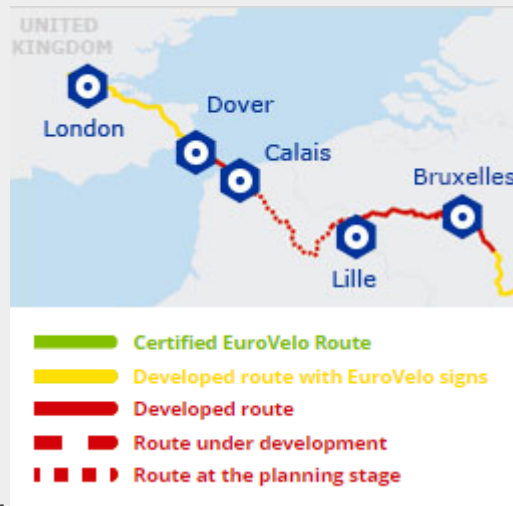 UNITED
KINGDOM
London
Dover
Calais
Bruxelles
Lille
Certified EuroVelo Route
Developed route with EuroVelo signs
Developed route
Route under development
Route at the planning stage